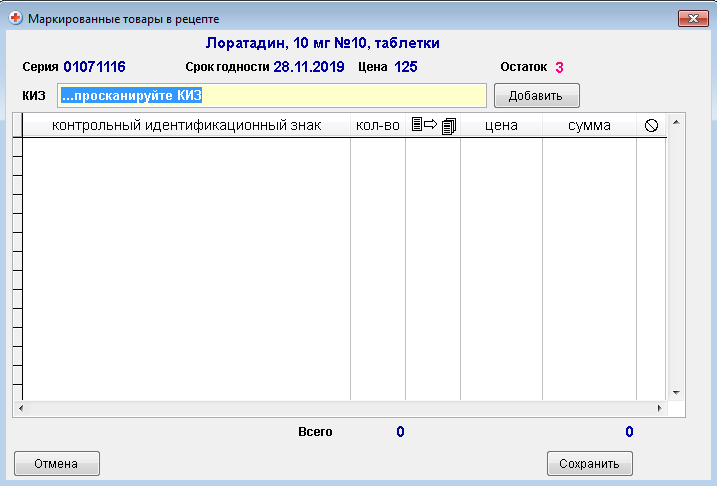 Маркированные товары в рецепте
Лоратадин, 10 мг №10, таблетки
Серия 01071116 Срок годности 28.11.2019 Цена 125 Остаток 3
КИЗ ...просканируйте КИЗ Добавить
контрольный идентификационный знак кол-во цена сумма
Всего 0 0
Отмена Сохранить